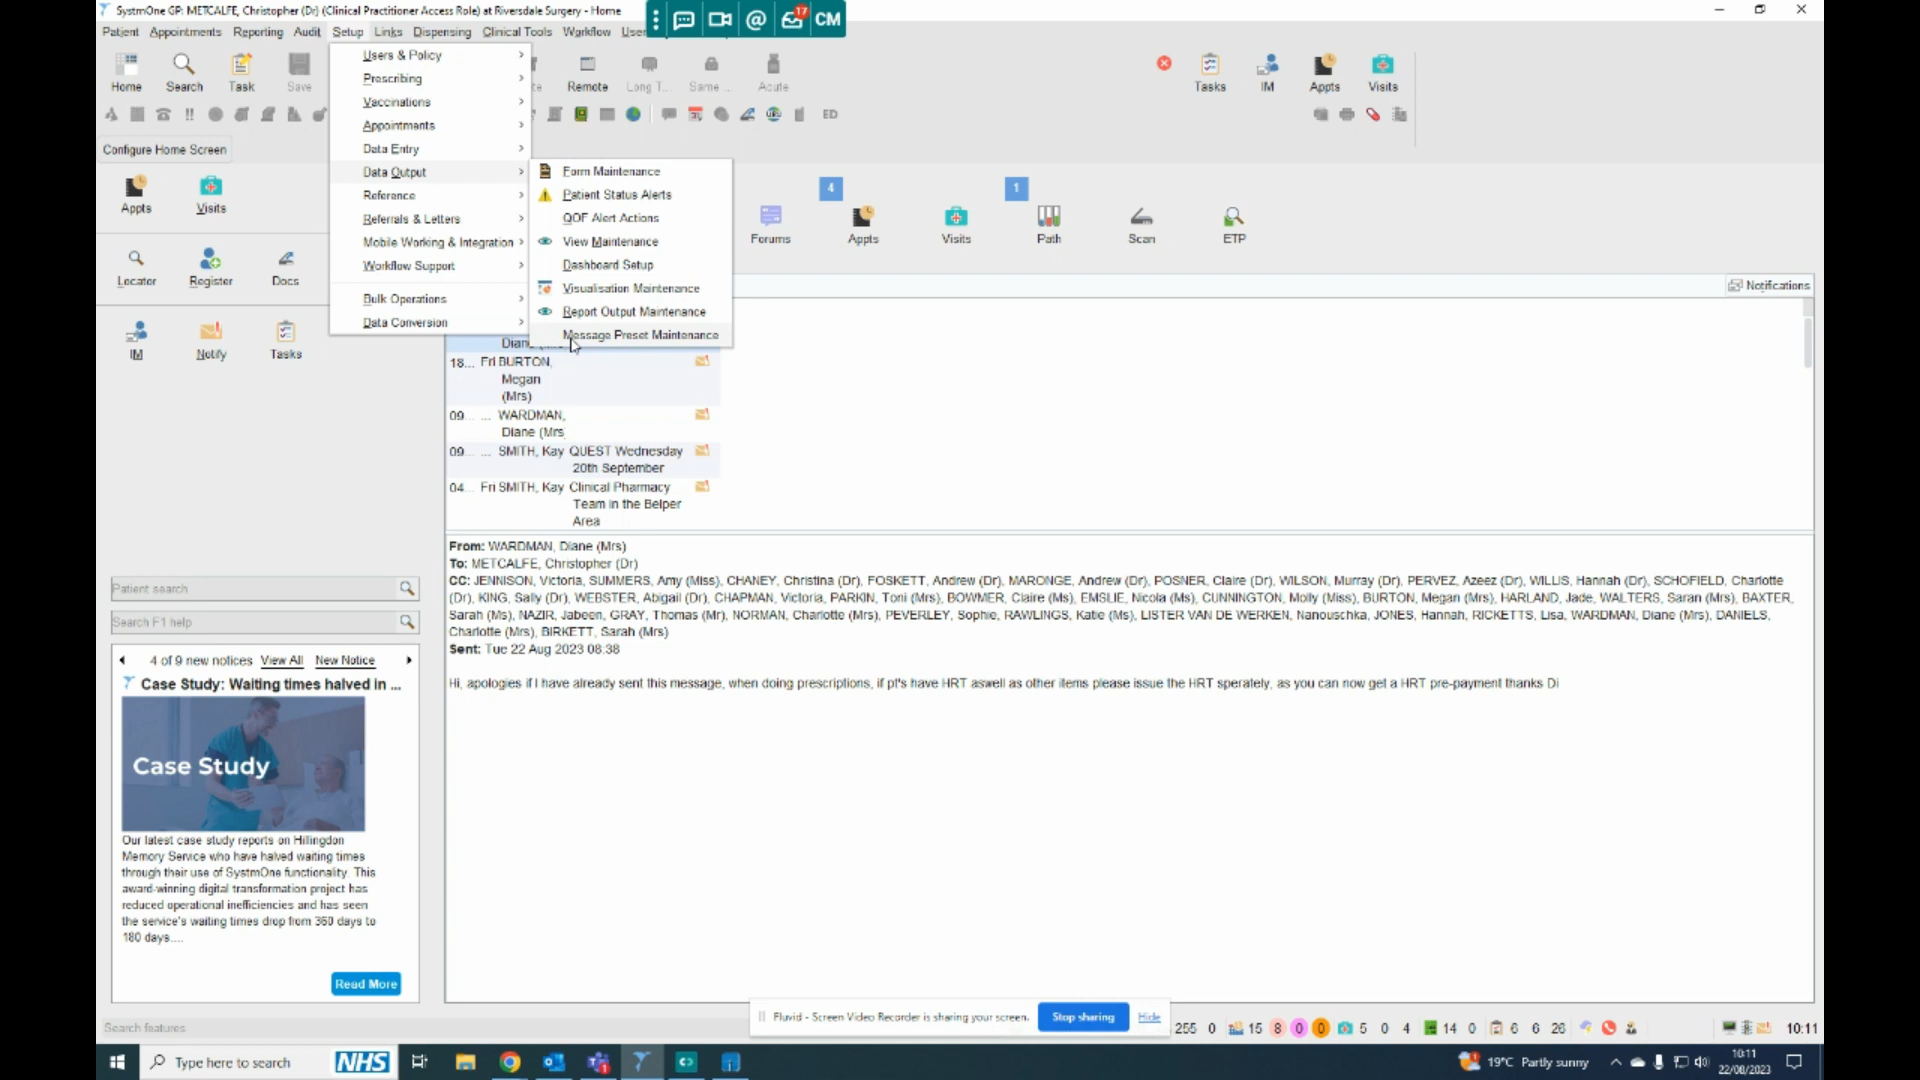 SystmOne GP: METCALFE, Christopher (Dr) (Clinical Practitioner Access Role) at Riversdale Surgery - Home
17
CM
Patient Appointments Reporting Audit Setup Links Dispensing Clinical Tools Workflow User
Home Search Task Save Remote Long T... Same ... Acute Tasks IM Appts Visits
ED
Configure Home Screen
Appts Visits
Locator Register Docs
IM Notify Tasks
Users & Policy
Prescribing
Vaccinations
Appointments
Data Entry
Data Output
Reference
Referrals & Letters
Mobile Working & Integration
Workflow Support
Bulk Operations
Data Conversion
Form Maintenance
Patient Status Alerts
QOF Alert Actions
View Maintenance
Dashboard Setup
Visualisation Maintenance
Report Output Maintenance
Message Preset Maintenance
4 1
Forums Appts Visits Path Scan ETP
Notifications
18... Fri BURTON,
Megan
(Mrs)
09... ... WARDMAN,
Diane (Mrs
09... ... SMITH, Kay QUEST Wednesday
20th September
04... Fri SMITH, Kay Clinical Pharmacy
Team in the Belper
Area
From: WARDMAN, Diane (Mrs)
To: METCALFE, Christopher (Dr)
CC: JENNISON, Victoria, SUMMERS, Amy (Miss), CHANEY, Christina (Dr), FOSKETT, Andrew (Dr), MARONGE, Andrew (Dr), POSNER, Claire (Dr), WILSON, Murray (Dr), PERVEZ, Azeez (Dr), WILLIS, Hannah (Dr), SCHOFIELD, Charlotte
(Dr), KING, Sally (Dr), WEBSTER, Abigail (Dr), CHAPMAN, Victoria, PARKIN, Toni (Mrs), BOWMER, Claire (Ms), EMSLIE, Nicola (Ms), CUNNINGTON, Molly (Miss), BURTON, Megan (Mrs), HARLAND, Jade, WALTERS, Saran (Mrs), BAXTER,
Sarah (Ms), NAZIR, Jabeen, GRAY, Thomas (Mr), NORMAN, Charlotte (Mrs), PEVERLEY, Sophie, RAWLINGS, Katie (Ms), LISTER VAN DE WERKEN, Nanouschka, JONES, Hannah, RICKETTS, Lisa, WARDMAN, Diane (Mrs), DANIELS,
Charlotte (Mrs), BIRKETT, Sarah (Mrs)
Sent: Tue 22 Aug 2023 08:38
Hi, apologies if I have already sent this message, when doing prescriptions, if pt's have HRT aswell as other items please issue the HRT sperately, as you can now get a HRT pre-payment thanks Di
Patient search
Search F1 help
4 of 9 new notices View All New Notice
Case Study: Waiting times halved in ...
Case Study
Our latest case study reports on Hillingdon
Memory Service who have halved waiting times
through their use of SystmOne functionality. This
award-winning digital transformation project has
reduced operational inefficiencies and has seen
the service's waiting times drop from 360 days to
180 days....
Read More
Search features
Fluvid - Screen Video Recorder is sharing your screen. Stop sharing Hide
255 0 15 8 0 0 5 0 4 14 0 6 6 26 10:11
Type here to search NHS 19°C Partly sunny 10:11
22/08/2023